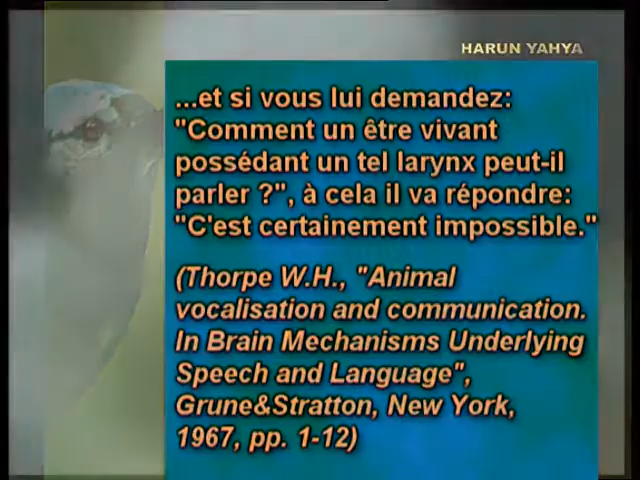 HARUN YAHYA
...et si vous lui demandez:
"Comment un être vivant
possédant un tel larynx peut-il
parler ?", à cela il va répondre:
"C'est certainement impossible."
(Thorpe W.H., "Animal
vocalisation and communication.
In Brain Mechanisms Underlying
Speech and Language",
Grune&Stratton, New York,
1967, pp. 1-12)